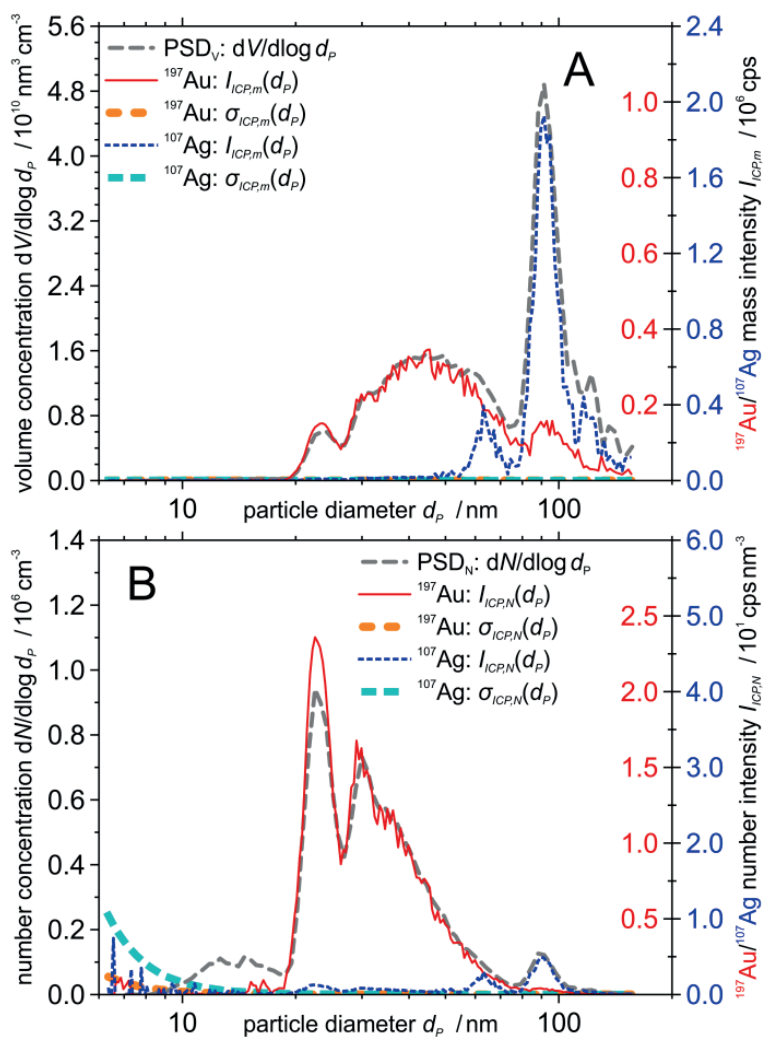 A
PSD_V: dV/dlog d_P
¹⁹⁷Au: I_ICP,m(d_P)
¹⁹⁷Au: σ_ICP,m(d_P)
¹⁰⁷Ag: I_ICP,m(d_P)
¹⁰⁷Ag: σ_ICP,m(d_P)
volume concentration dV/dlog d_P / 10¹⁰ nm³ cm⁻³
5.6
4.8
4.0
3.2
2.4
1.6
0.8
0.0
1.0
0.8
0.6
0.4
0.2
2.4
2.0
1.6
1.2
0.8
0.4
0.0
¹⁹⁷Au/¹⁰⁷Ag mass intensity I_ICP,m / 10⁶ cps
10 100
particle diameter d_P / nm
B
PSD_N: dN/dlog d_P
¹⁹⁷Au: I_ICP,N(d_P)
¹⁹⁷Au: σ_ICP,N(d_P)
¹⁰⁷Ag: I_ICP,N(d_P)
¹⁰⁷Ag: σ_ICP,N(d_P)
number concentration dN/dlog d_P / 10⁶ cm⁻³
1.4
1.2
1.0
0.8
0.6
0.4
0.2
0.0
2.5
2.0
1.5
1.0
0.5
6.0
5.0
4.0
3.0
2.0
1.0
0.0
¹⁹⁷Au/¹⁰⁷Ag number intensity I_ICP,N / 10¹ cps nm⁻³
10 100
particle diameter d_P / nm